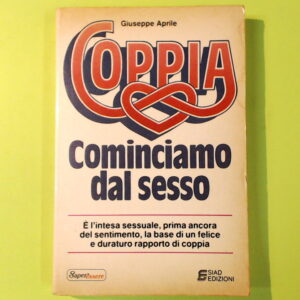 Giuseppe Aprile
COPPIA
Cominciamo
dal sesso
È l'intesa sessuale, prima ancora
del sentimento, la base di un felice
e duraturo rapporto di coppia
SuperEssere
SIAD
EDIZIONI